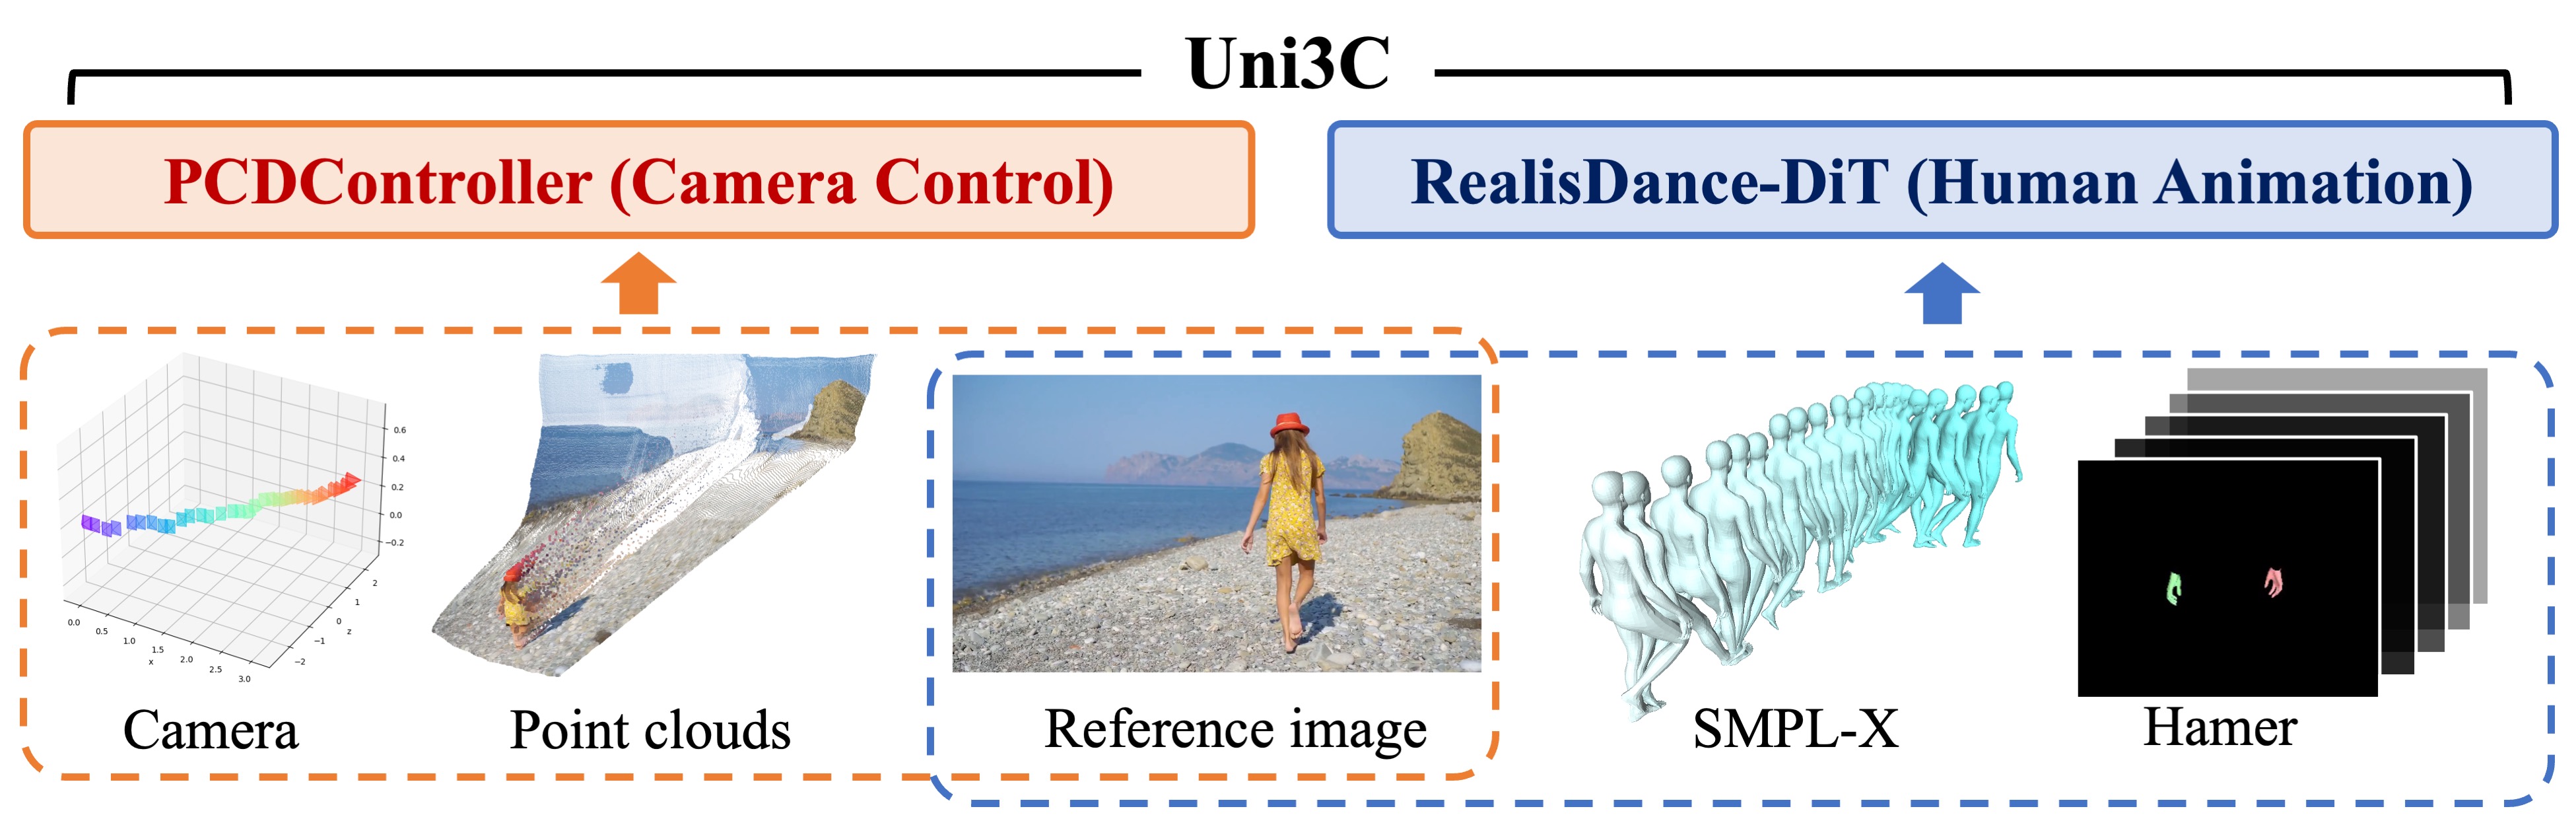 Uni3C
PCDController (Camera Control)
RealisDance-DiT (Human Animation)
0.6
0.4
0.2
0.0
−0.2
2
1
0
−1
−2
z
0.0
0.5
1.0
1.5
2.0
2.5
3.0
x
Camera
Point clouds
Reference image
SMPL-X
Hamer